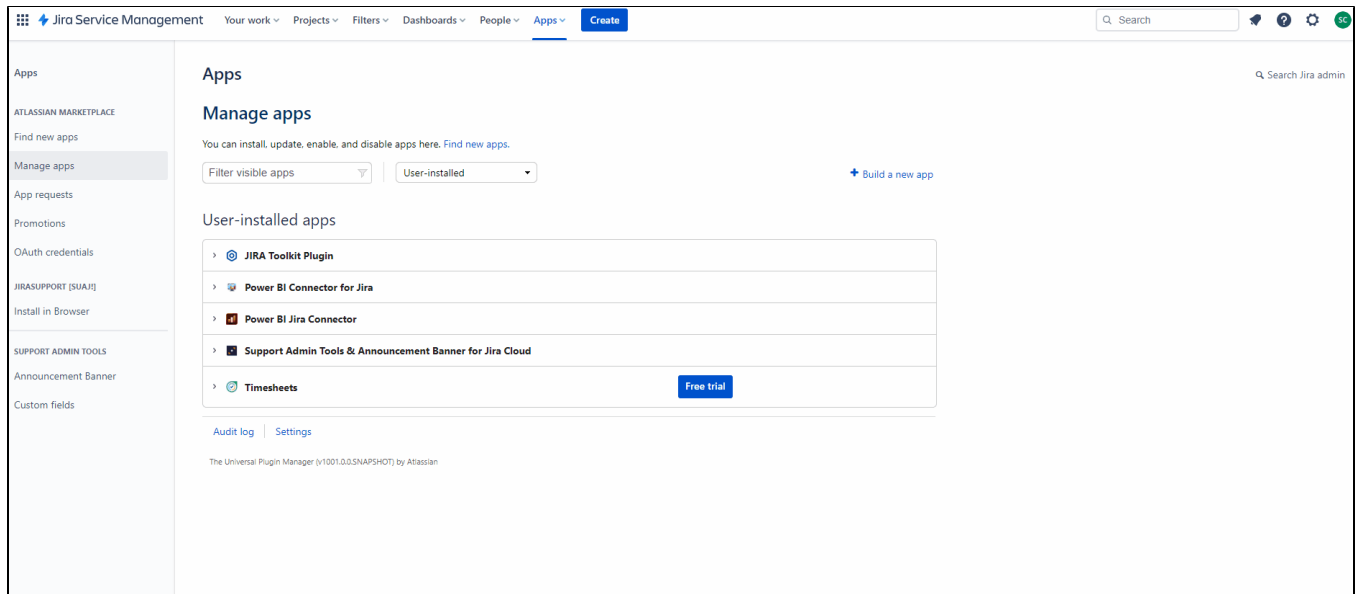 Jira Service Management Your work Projects Filters Dashboards People Apps Create Search SC
Apps
ATLASSIAN MARKETPLACE
Find new apps
Manage apps
App requests
Promotions
OAuth credentials
JIRASUPPORT [SUAJ!]
Install in Browser
SUPPORT ADMIN TOOLS
Announcement Banner
Custom fields
Apps
Search Jira admin
Manage apps
You can install, update, enable, and disable apps here. Find new apps.
Filter visible apps User-installed Build a new app
User-installed apps
JIRA Toolkit Plugin
Power BI Connector for Jira
Power BI Jira Connector
Support Admin Tools & Announcement Banner for Jira Cloud
Timesheets Free trial
Audit log Settings
The Universal Plugin Manager (v1001.0.0.SNAPSHOT) by Atlassian